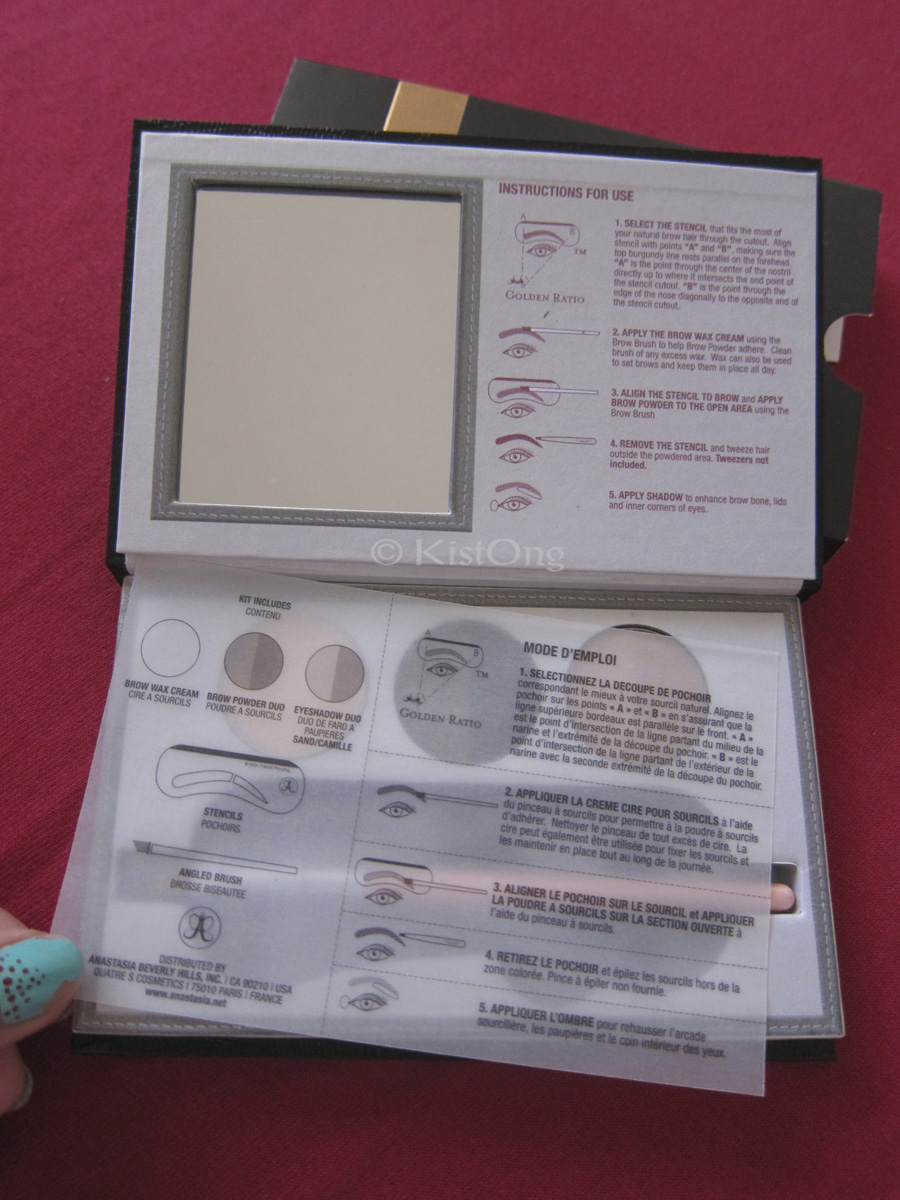 INSTRUCTIONS FOR USE
A
B
™
GOLDEN RATIO
1. SELECT THE STENCIL that fits the most of
your natural brow hair through the cutout. Align
stencil with points "A" and "B", making sure the
top burgundy line rests parallel on the forehead.
"A" is the point through the center of the nostril
directly up to where it intersects the end point of
the stencil cutout. "B" is the point through the
edge of the nose diagonally to the opposite end of
the stencil cutout.
2. APPLY THE BROW WAX CREAM using the
Brow Brush to help Brow Powder adhere. Clean
brush of any excess wax. Wax can also be used
to set brows and keep them in place all day.
3. ALIGN THE STENCIL TO BROW and APPLY
BROW POWDER TO THE OPEN AREA using the
Brow Brush
4. REMOVE THE STENCIL and tweeze hair
outside the powdered area. Tweezers not
included.
5. APPLY SHADOW to enhance brow bone, lids
and inner corners of eyes.
© KistOng
KIT INCLUDES
CONTENU
BROW WAX CREAM
CIRE A SOURCILS
BROW POWDER DUO
POUDRE A SOURCILS
EYESHADOW DUO
DUO DE FARD A
PAUPIERES
SAND/CAMILLE
STENCILS
POCHOIRS
ANGLED BRUSH
BROSSE BISEAUTEE
DISTRIBUTED BY
ANASTASIA BEVERLY HILLS, INC. | CA 90210 | USA
QUATRE S COSMETICS | 75010 PARIS | FRANCE
www.anastasia.net
A
B
™
GOLDEN RATIO
MODE D'EMPLOI
1. SELECTIONNEZ LA DECOUPE DE POCHOIR
correspondant le mieux à votre sourcil naturel. Alignez le
pochoir sur les points « A » et « B » en s'assurant que la
ligne supérieure bordeaux est parallèle sur le front. « A »
est le point d'intersection de la ligne partant du milieu de la
narine et l'extrémité de la découpe du pochoir. « B » est le
point d'intersection de la ligne partant de l'extérieur de la
narine avec la seconde extrémité de la découpe du pochoir.
2. APPLIQUER LA CREME CIRE POUR SOURCILS à l'aide
du pinceau à sourcils pour permettre à la poudre à sourcils
d'adhérer. Nettoyer le pinceau de tout excès de cire. La
cire peut également être utilisée pour fixer les sourcils et
les maintenir en place tout au long de la journée.
3. ALIGNER LE POCHOIR SUR LE SOURCIL et APPLIQUER
LA POUDRE A SOURCILS SUR LA SECTION OUVERTE à
l'aide du pinceau à sourcils.
4. RETIREZ LE POCHOIR et épilez les sourcils hors de la
zone colorée. Pince à épiler non fournie.
5. APPLIQUER L'OMBRE pour rehausser l'arcade
sourcilière, les paupières et le coin intérieur des yeux.